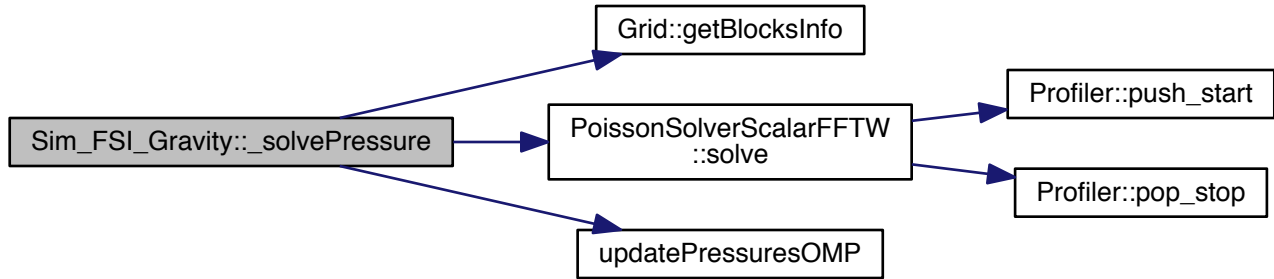 Grid::getBlocksInfo
Profiler::push_start
Sim_FSI_Gravity::_solvePressure
PoissonSolverScalarFFTW
::solve
Profiler::pop_stop
updatePressuresOMP